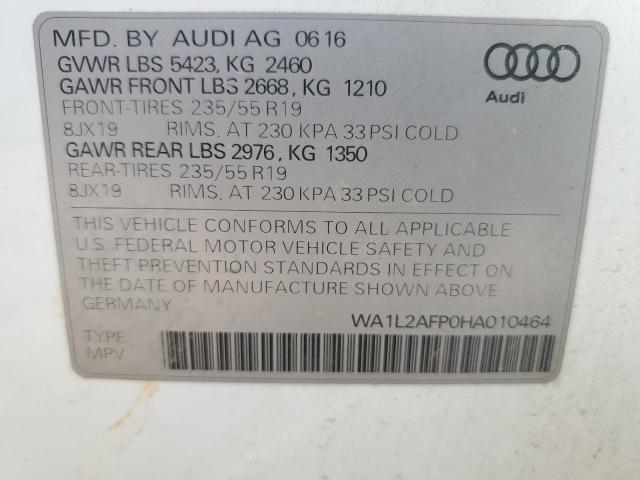 MFD. BY AUDI AG 06 16
GVWR LBS 5423, KG 2460
GAWR FRONT LBS 2668, KG 1210
FRONT-TIRES 235/55 R19
8JX19 RIMS, AT 230 KPA 33 PSI COLD
GAWR REAR LBS 2976, KG 1350
REAR-TIRES 235/55 R19
8JX19 RIMS, AT 230 KPA 33 PSI COLD
Audi
THIS VEHICLE CONFORMS TO ALL APPLICABLE
U.S. FEDERAL MOTOR VEHICLE SAFETY AND
THEFT PREVENTION STANDARDS IN EFFECT ON
THE DATE OF MANUFACTURE SHOWN ABOVE
GERMANY
WA1L2AFP0HA010464
TYPE
MPV